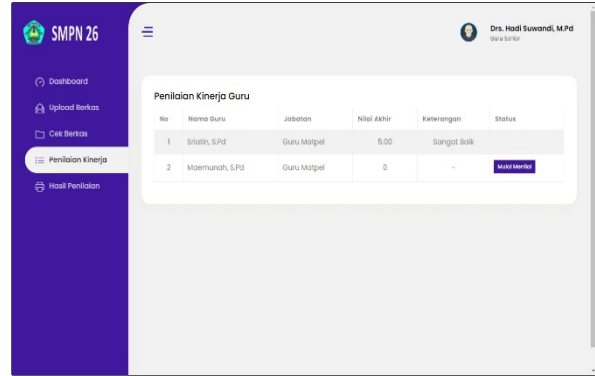 SMPN 26
Drs. Hadi Suwandi, M.Pd
Guru Senior
Dashboard
Upload Berkas
Cek Berkas
Penilaian Kinerja
Hasil Penilaian
Penilaian Kinerja Guru
No Nama Guru Jabatan Nilai Akhir Keterangan Status
1 Sriatin, S.Pd Guru Matpel 5.00 Sangat Baik
2 Maemunah, S.Pd Guru Matpel 0 - Mulai Menilai